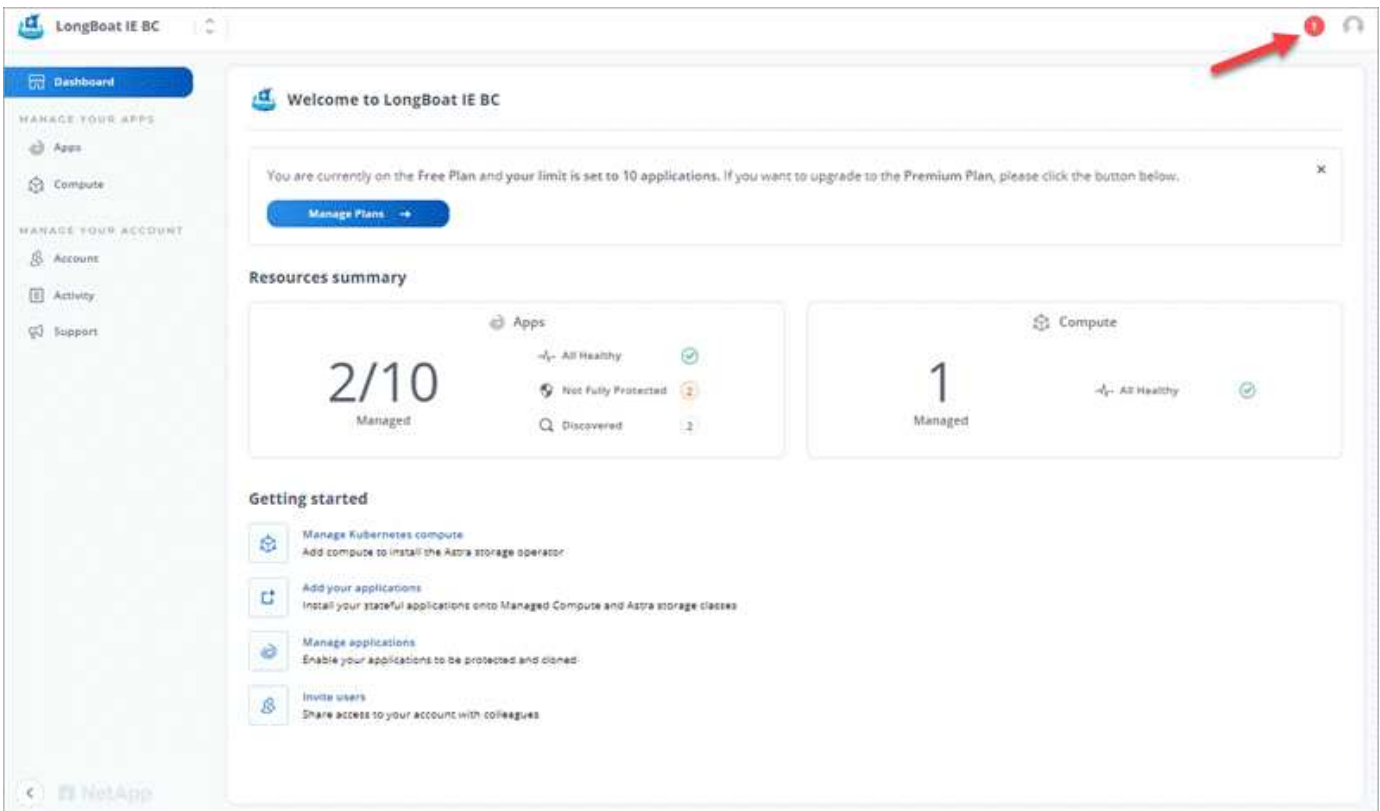 LongBoat IE BC
1
Dashboard
MANAGE YOUR APPS
Apps
Compute
MANAGE YOUR ACCOUNT
Account
Activity
Support
NetApp
Welcome to LongBoat IE BC
You are currently on the Free Plan and your limit is set to 10 applications. If you want to upgrade to the Premium Plan, please click the button below.
Manage Plans
Resources summary
Apps
2/10
Managed
All Healthy
Not Fully Protected 2
Discovered 2
Compute
1
Managed
All Healthy
Getting started
Manage Kubernetes compute
Add compute to install the Astra storage operator
Add your applications
Install your stateful applications onto Managed Compute and Astra storage classes
Manage applications
Enable your applications to be protected and cloned
Invite users
Share access to your account with colleagues